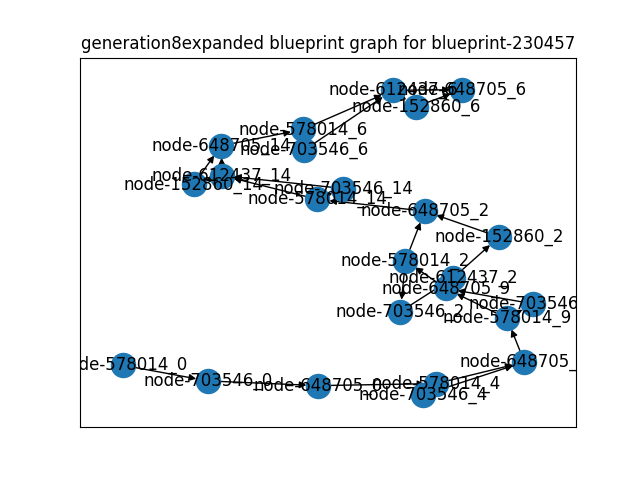 generation8expanded blueprint graph for blueprint-230457
node-612437_6
node-648705_6
node-152860_6
node-578014_6
node-648705_14
node-703546_6
node-612437_14
node-152860_14
node-703546_14
node-578014_14
node-648705_2
node-152860_2
node-578014_2
node-612437_2
node-648705_9
node-703546
node-703546_2
node-578014_9
node-648705_
de-578014_0
node-703546_0
node-648705_0
node-578014_4
node-703546_4